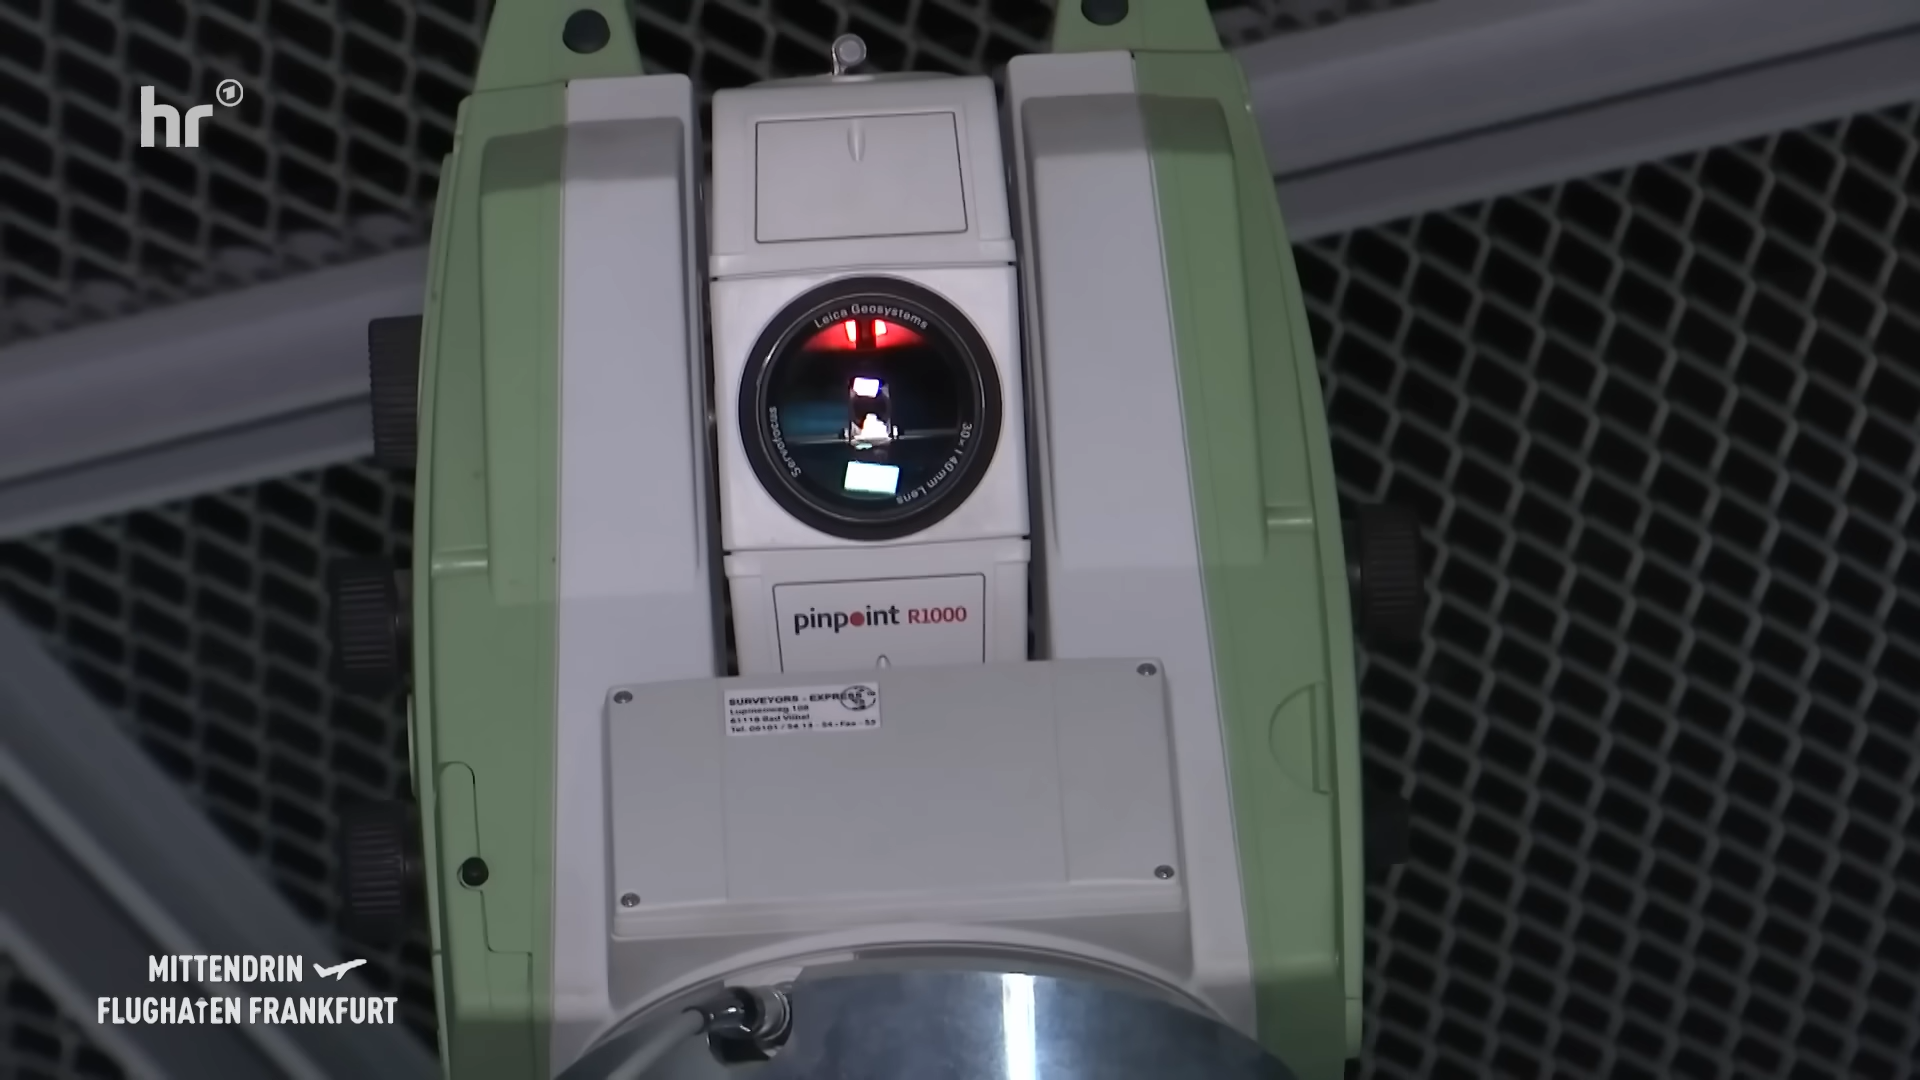 hr
Leica Geosystems
Servofocus
30x / 40mm Lens
pinpoint R1000
SURVEYORS - EXPRESS
61118 Bad Vilbel
MITTENDRIN
FLUGHAFEN FRANKFURT